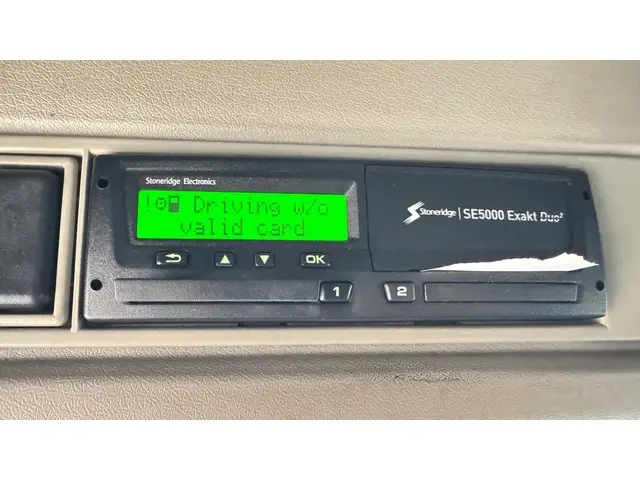 Stoneridge Electronics
! Driving w/o
valid card
Stoneridge | SE5000 Exakt Duo²
OK
1
2